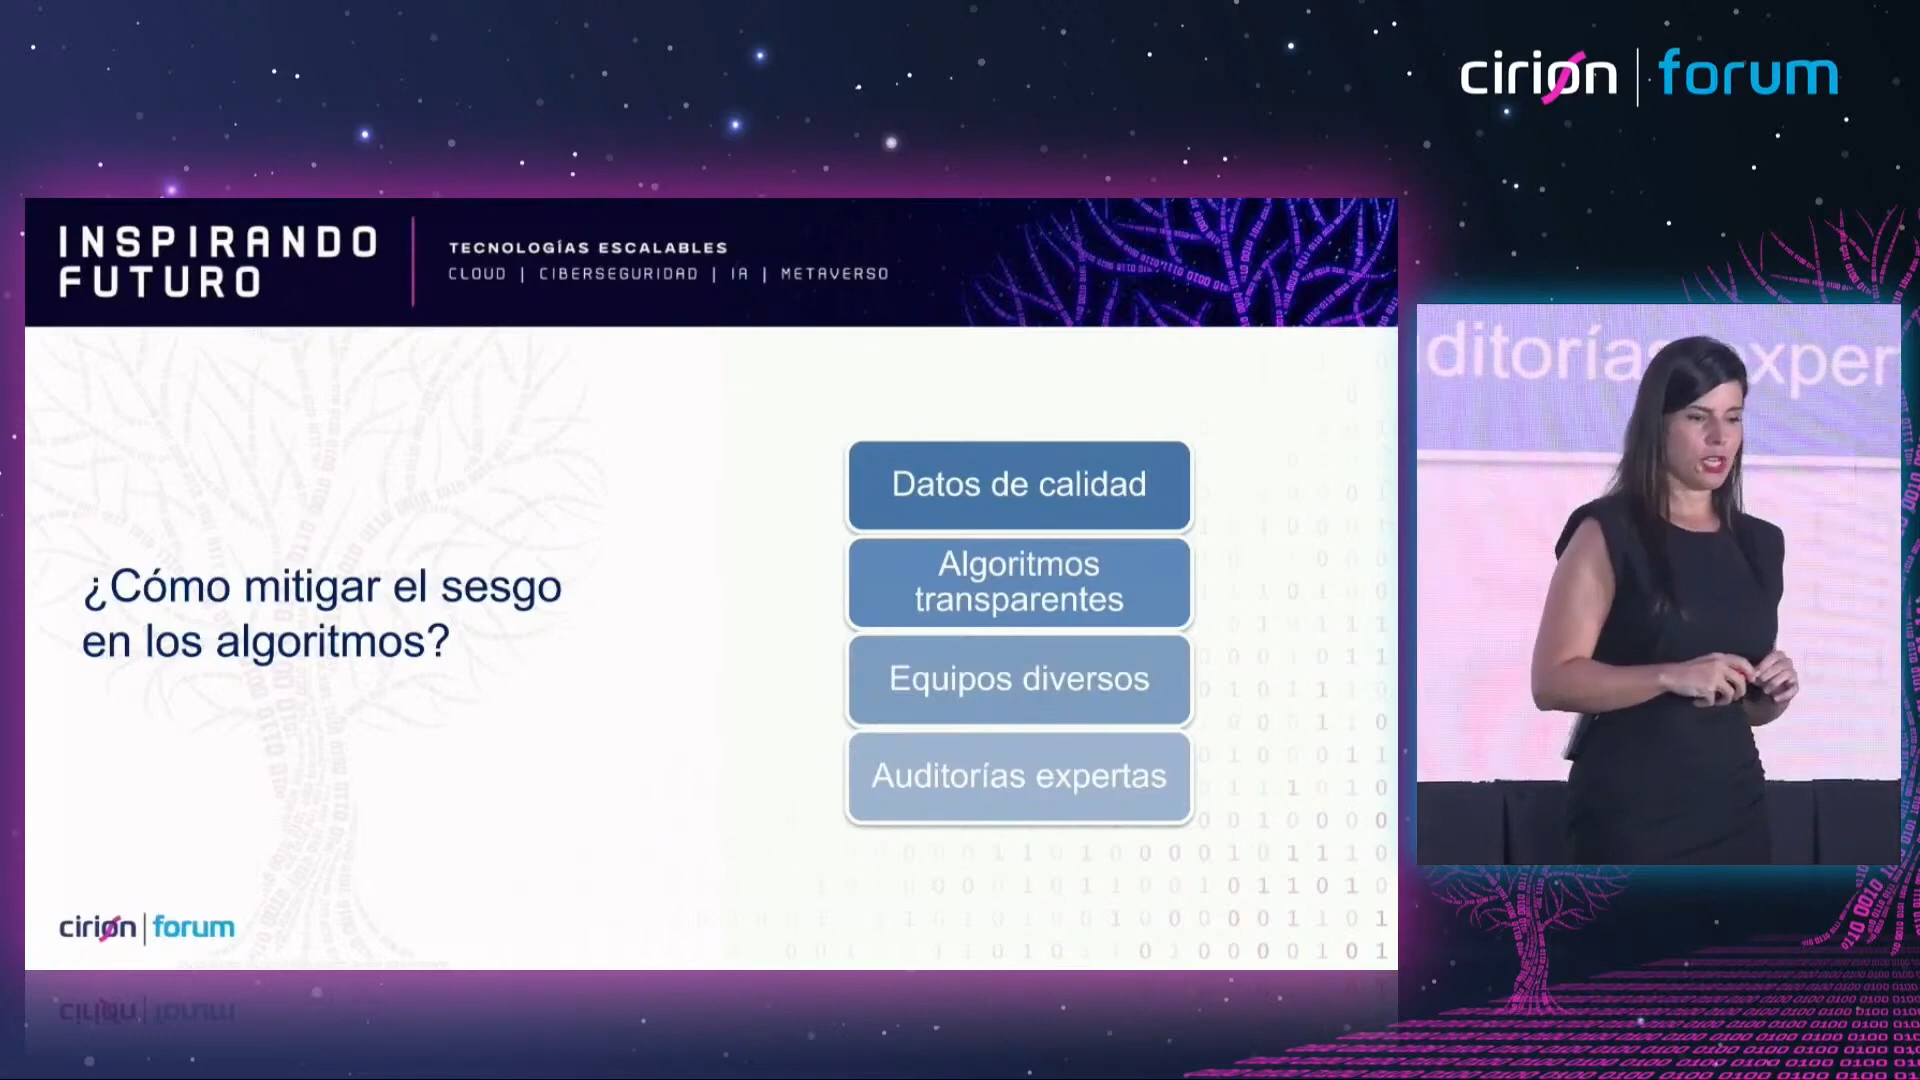 cirion | forum
INSPIRANDO
FUTURO
TECNOLOGÍAS ESCALABLES
CLOUD | CIBERSEGURIDAD | IA | METAVERSO
¿Cómo mitigar el sesgo
en los algoritmos?
Datos de calidad
Algoritmos
transparentes
Equipos diversos
Auditorías expertas
cirion | forum
ditorías exper